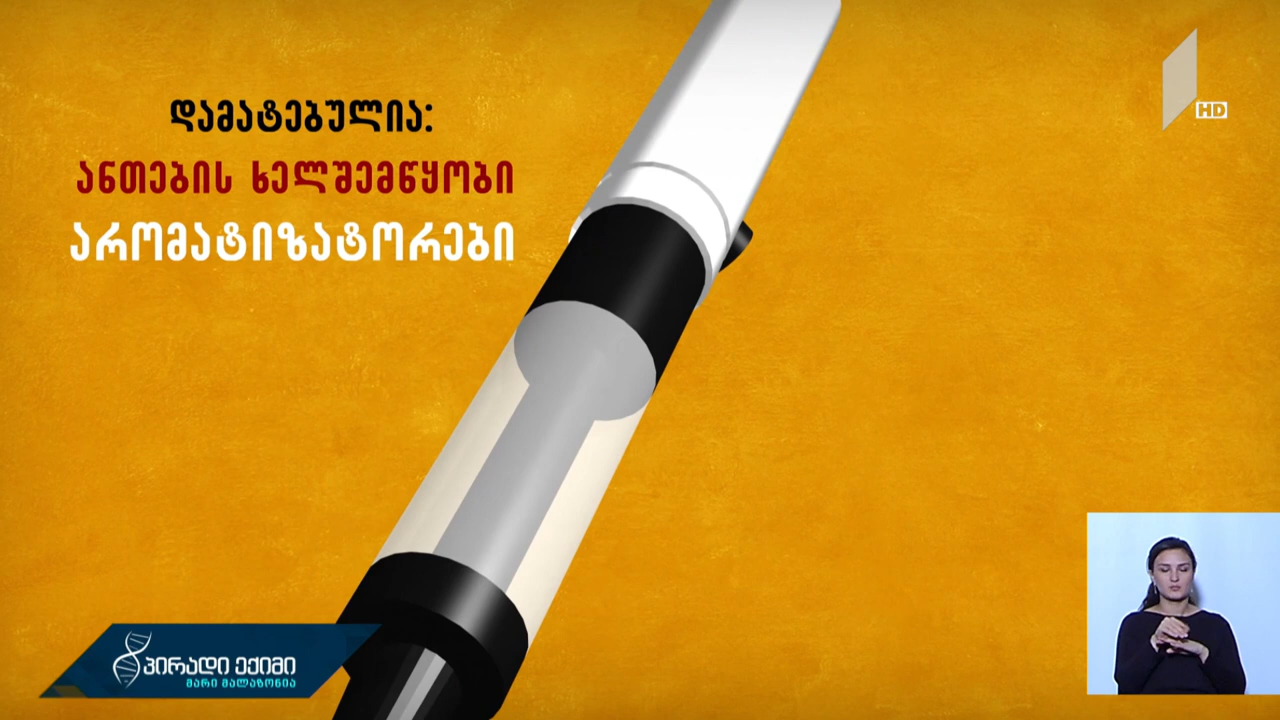 დამატებულია:
ანთების ხელშემწყობი
არომატიზატორები
HD
პირადი ექიმი
მარი მალაზონია